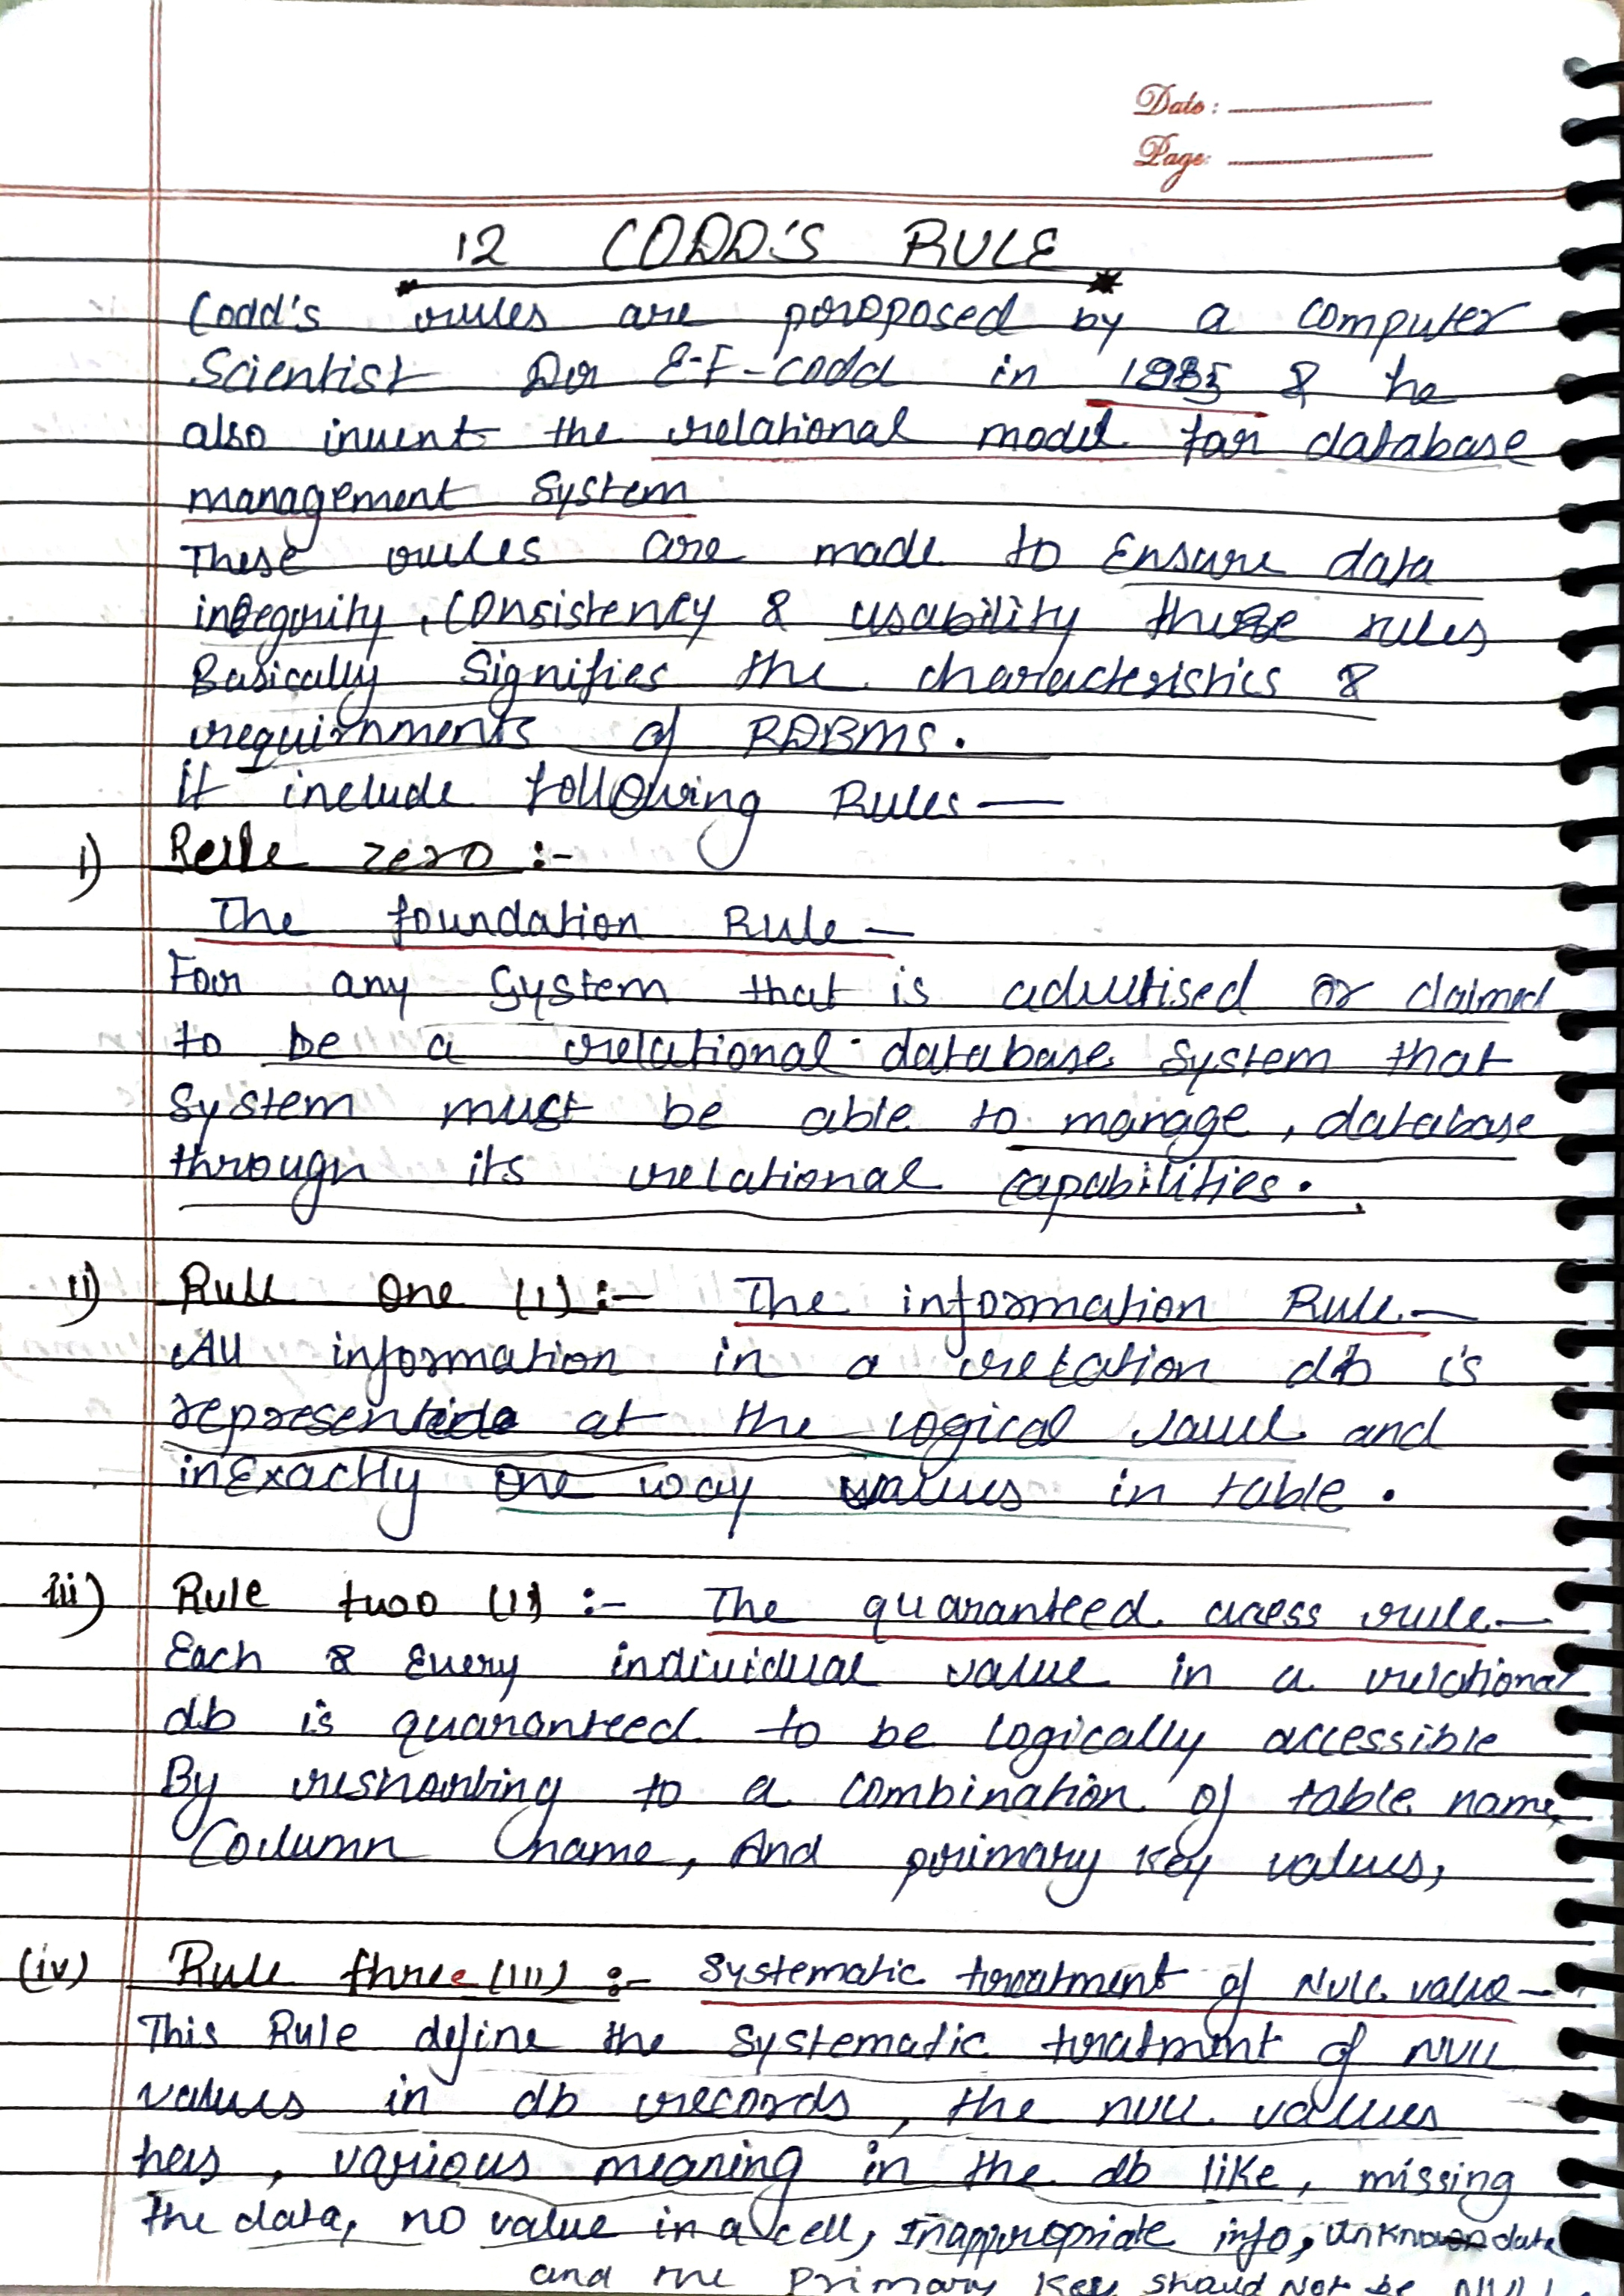 Date :
Page:
12 CODD'S RULE
Codd's rules are proposed by a computer
Scientist Dr E-F-codd in 1985 & he
also invent the relational model for database
management System
These rules are made to Ensure data
integrity, Consistency & usability these rules
Basically Signifies the characteristics &
requirnments of RDBMS.
It include following Rules —
i) Rule zero :-
The foundation Rule —
For any System that is advertised or claimed
to be a relational database System that
System must be able to manage, database
through its relational capabilities.
ii) Rule One (1) :- The information Rule —
All information in a relation db is
represented at the logical level and
in Exactly one way values in table.
iii) Rule two (11) :- The guaranteed access rule —
Each & Every individual value in a relational
db is guaranteed to be logically accessible
By to a combination of table name,
Column name, And primary key values,
(iv) Rule three (111) :- Systematic treatment of Null value —
This Rule define the systematic treatment of Null
values in db records, the null values
has, various meaning in the db like, missing
the data, no value in a cell, Inappropriate info, unknown data
and the primary key should Not be NULL